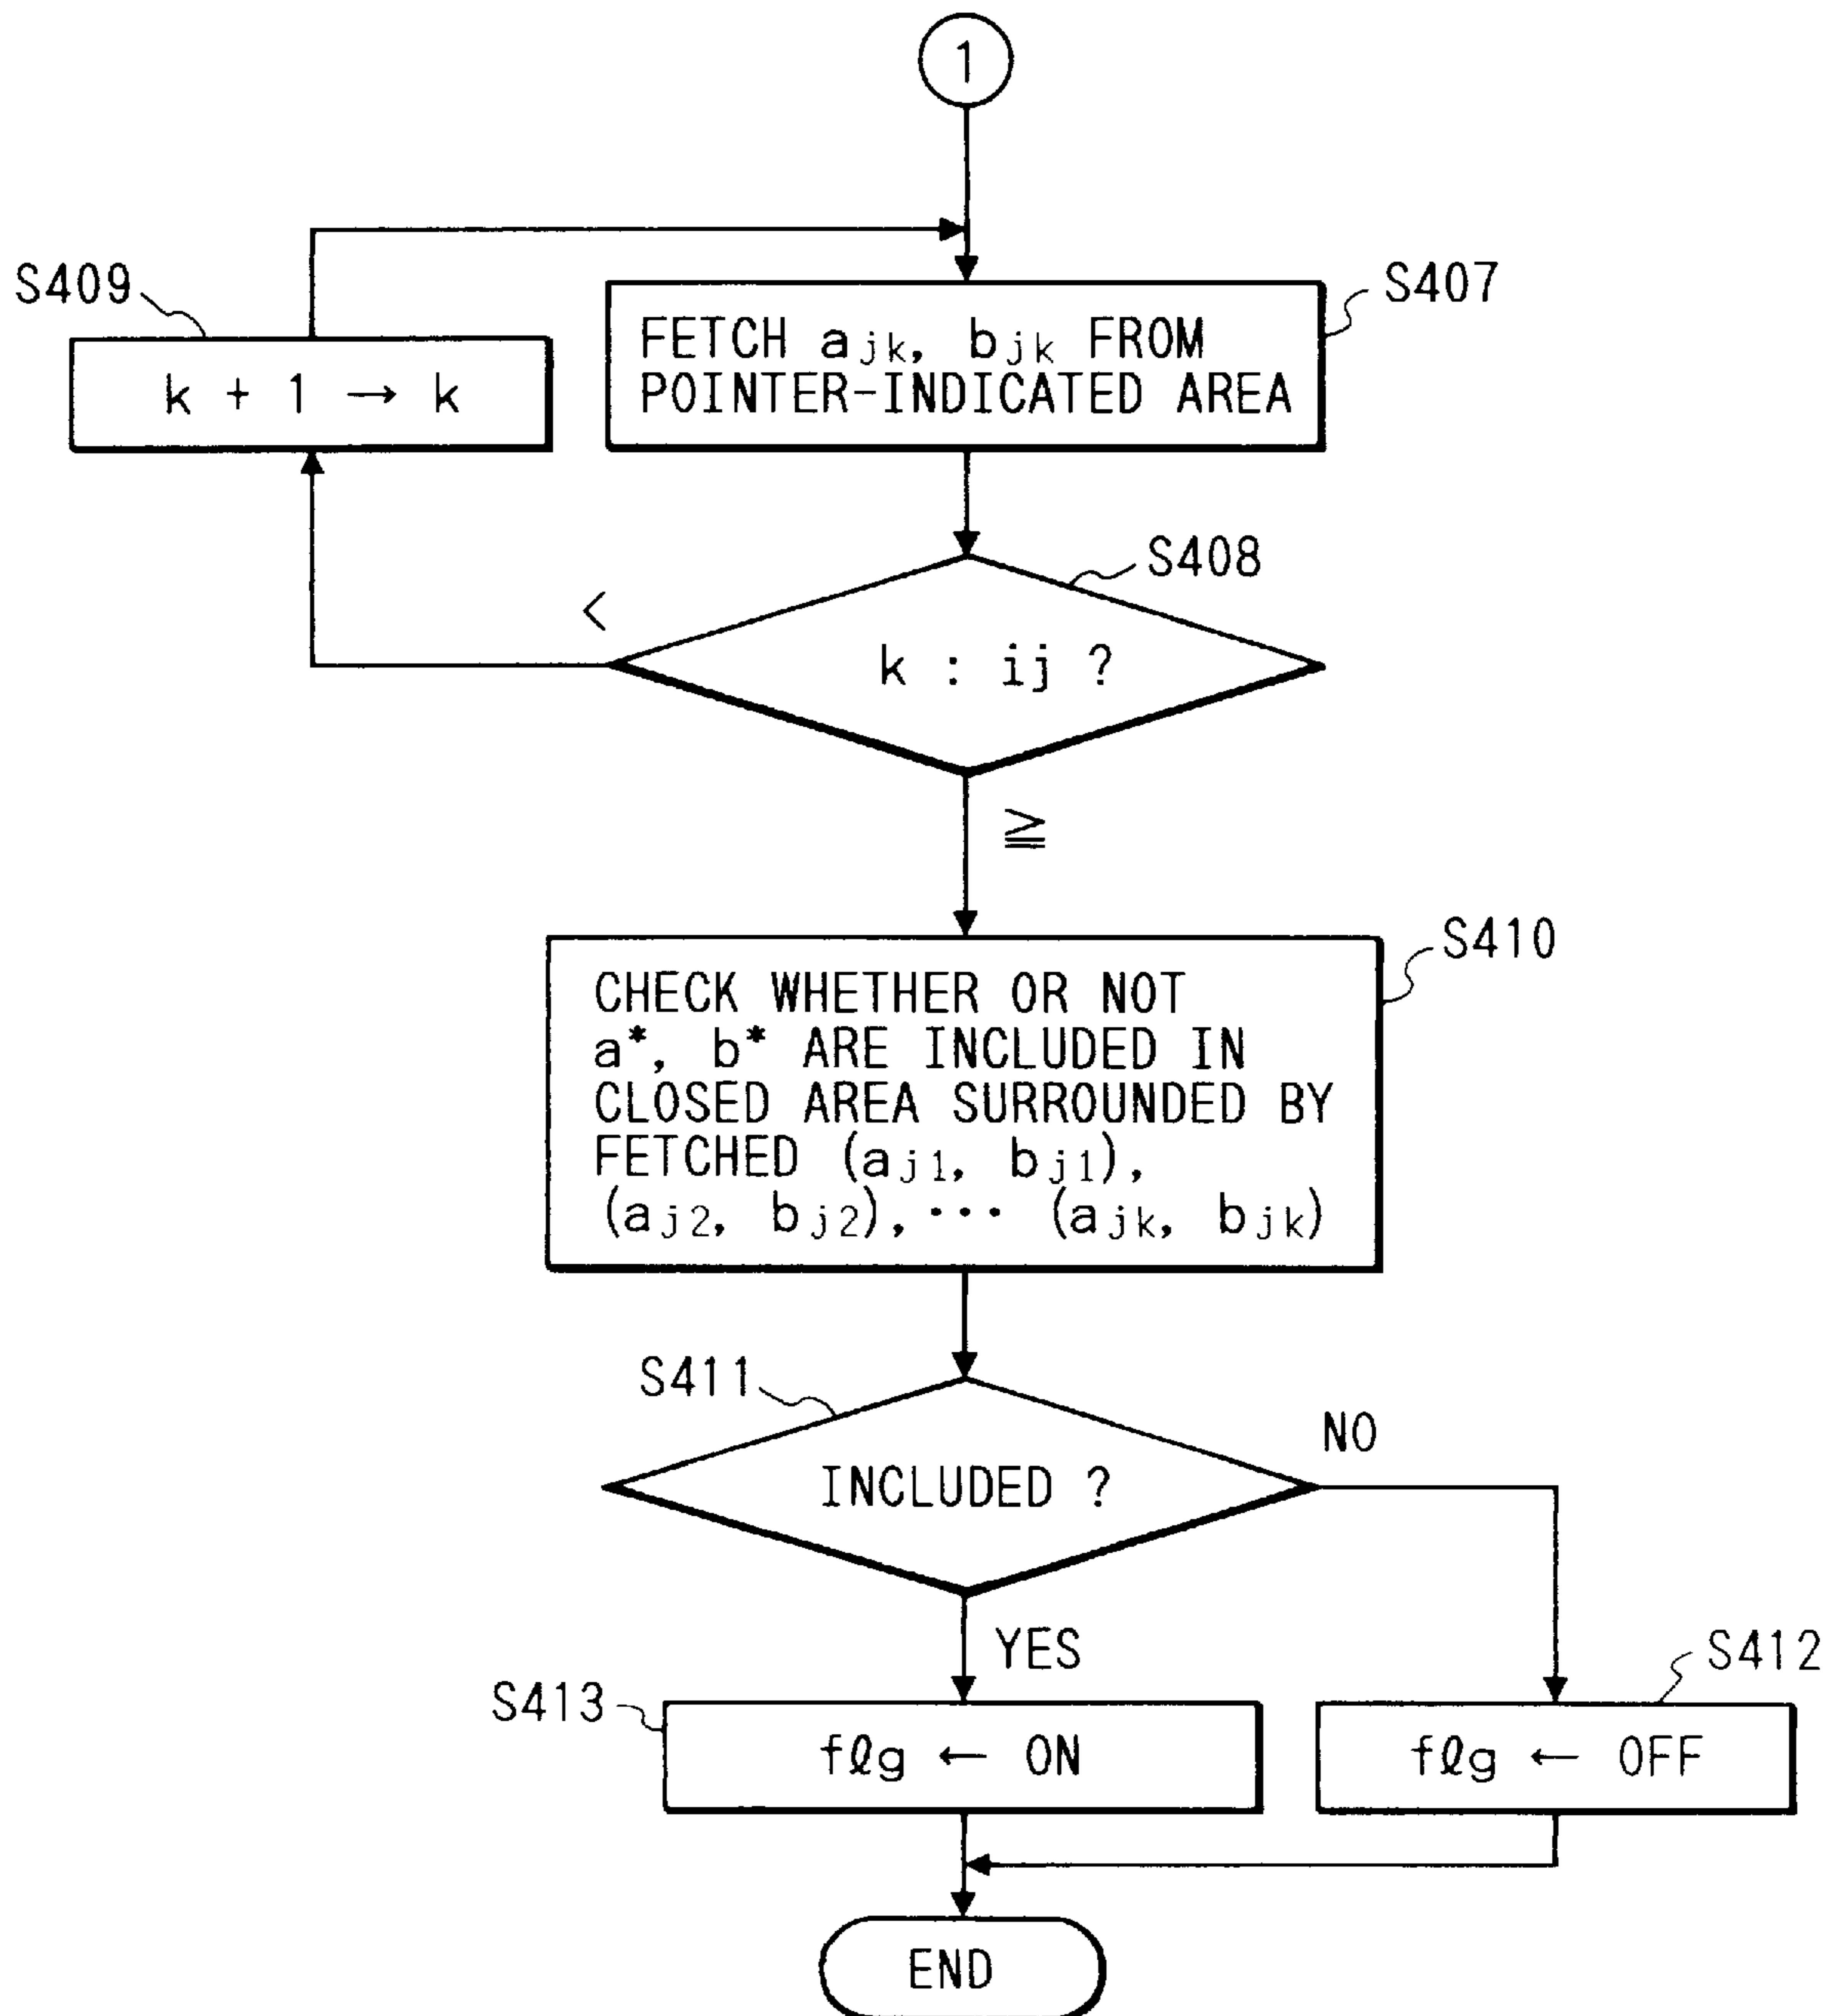 1
S409
S407
FETCH ajk, bjk FROM
POINTER-INDICATED AREA
k + 1 → k
S408
<
k : ij ?
≧
S410
CHECK WHETHER OR NOT
a*, b* ARE INCLUDED IN
CLOSED AREA SURROUNDED BY
FETCHED (aj1, bj1),
(aj2, bj2), ··· (ajk, bjk)
S411
NO
INCLUDED ?
YES
S412
S413
fℓg ← ON
fℓg ← OFF
END